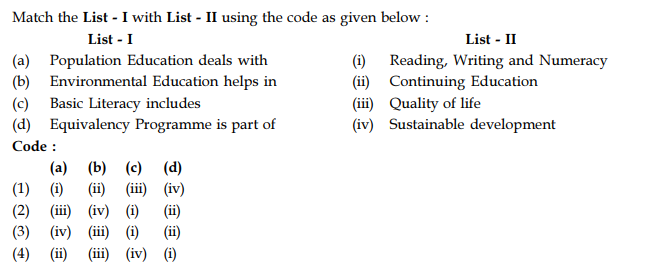 Match the List - I with List - II using the code as given below :
List - I List - II
(a) Population Education deals with (i) Reading, Writing and Numeracy
(b) Environmental Education helps in (ii) Continuing Education
(c) Basic Literacy includes (iii) Quality of life
(d) Equivalency Programme is part of (iv) Sustainable development
Code :
(a) (b) (c) (d)
(1) (i) (ii) (iii) (iv)
(2) (iii) (iv) (i) (ii)
(3) (iv) (iii) (i) (ii)
(4) (ii) (iii) (iv) (i)